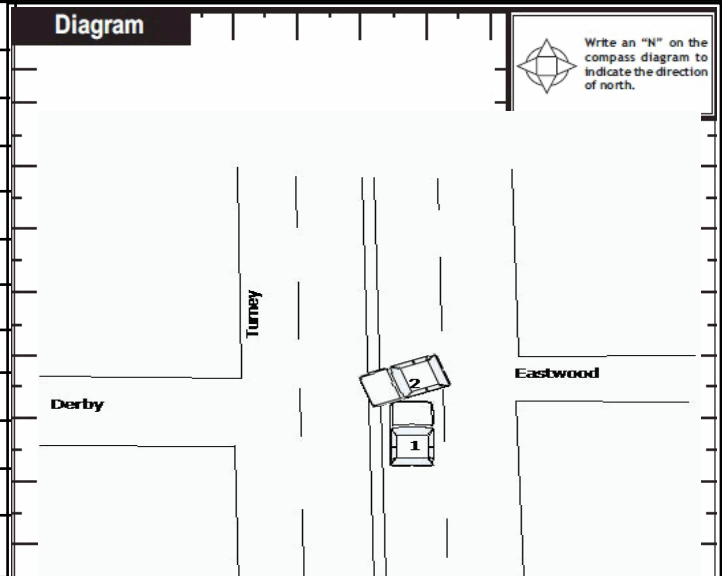 Diagram
Write an “N” on the
compass diagram to
indicate the direction
of north.
Turney
Eastwood
2
Derby
1